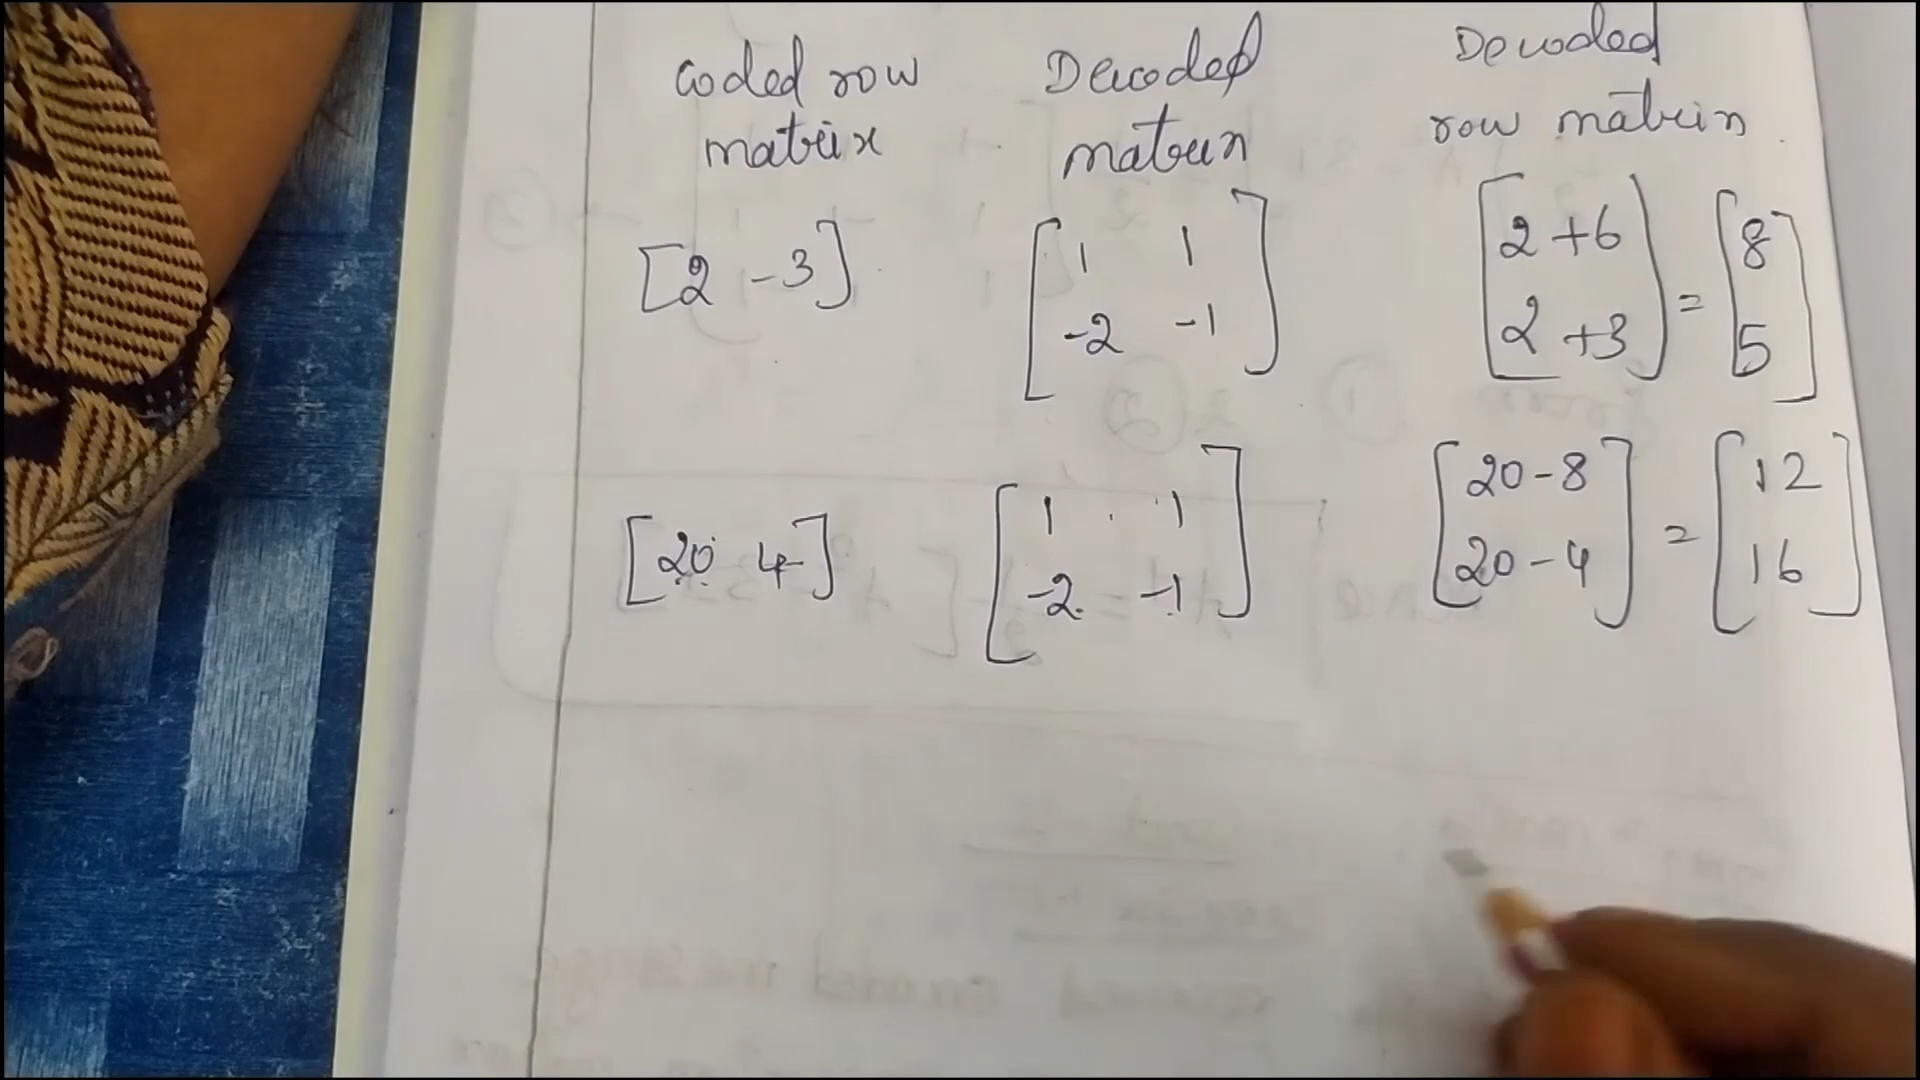 coded row matrix
Decoded matrix
Decoded row matrix
[2 -3]
[1 1
-2 -1]
[2 +6
2 +3] = [8
5]
[20 4]
[1 1
-2 -1]
[20 - 8
20 - 4] = [12
16]